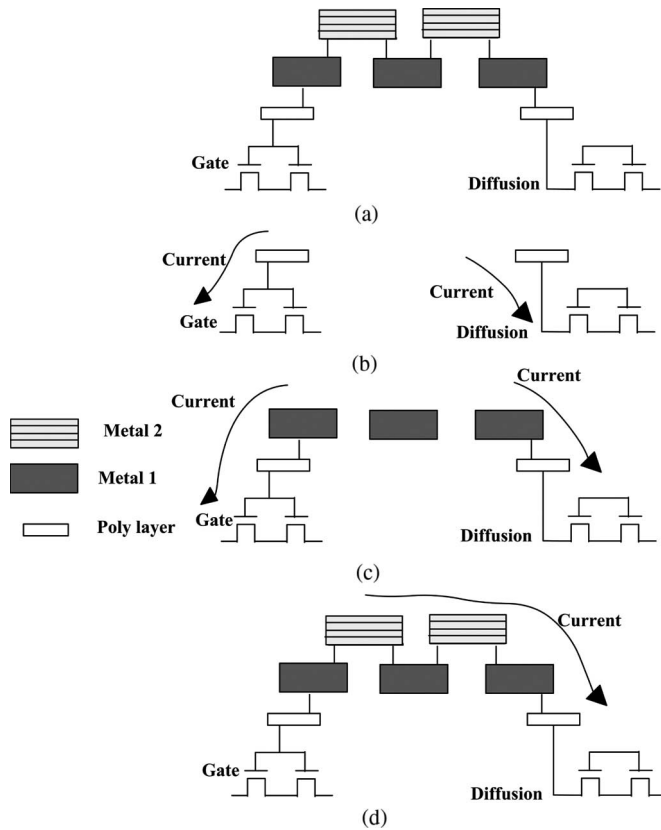 Gate
Diffusion
(a)
Current
Current
Gate
Diffusion
(b)
Current
Current
Metal 2
Metal 1
Poly layer
Gate
Diffusion
(c)
Current
Gate
Diffusion
(d)